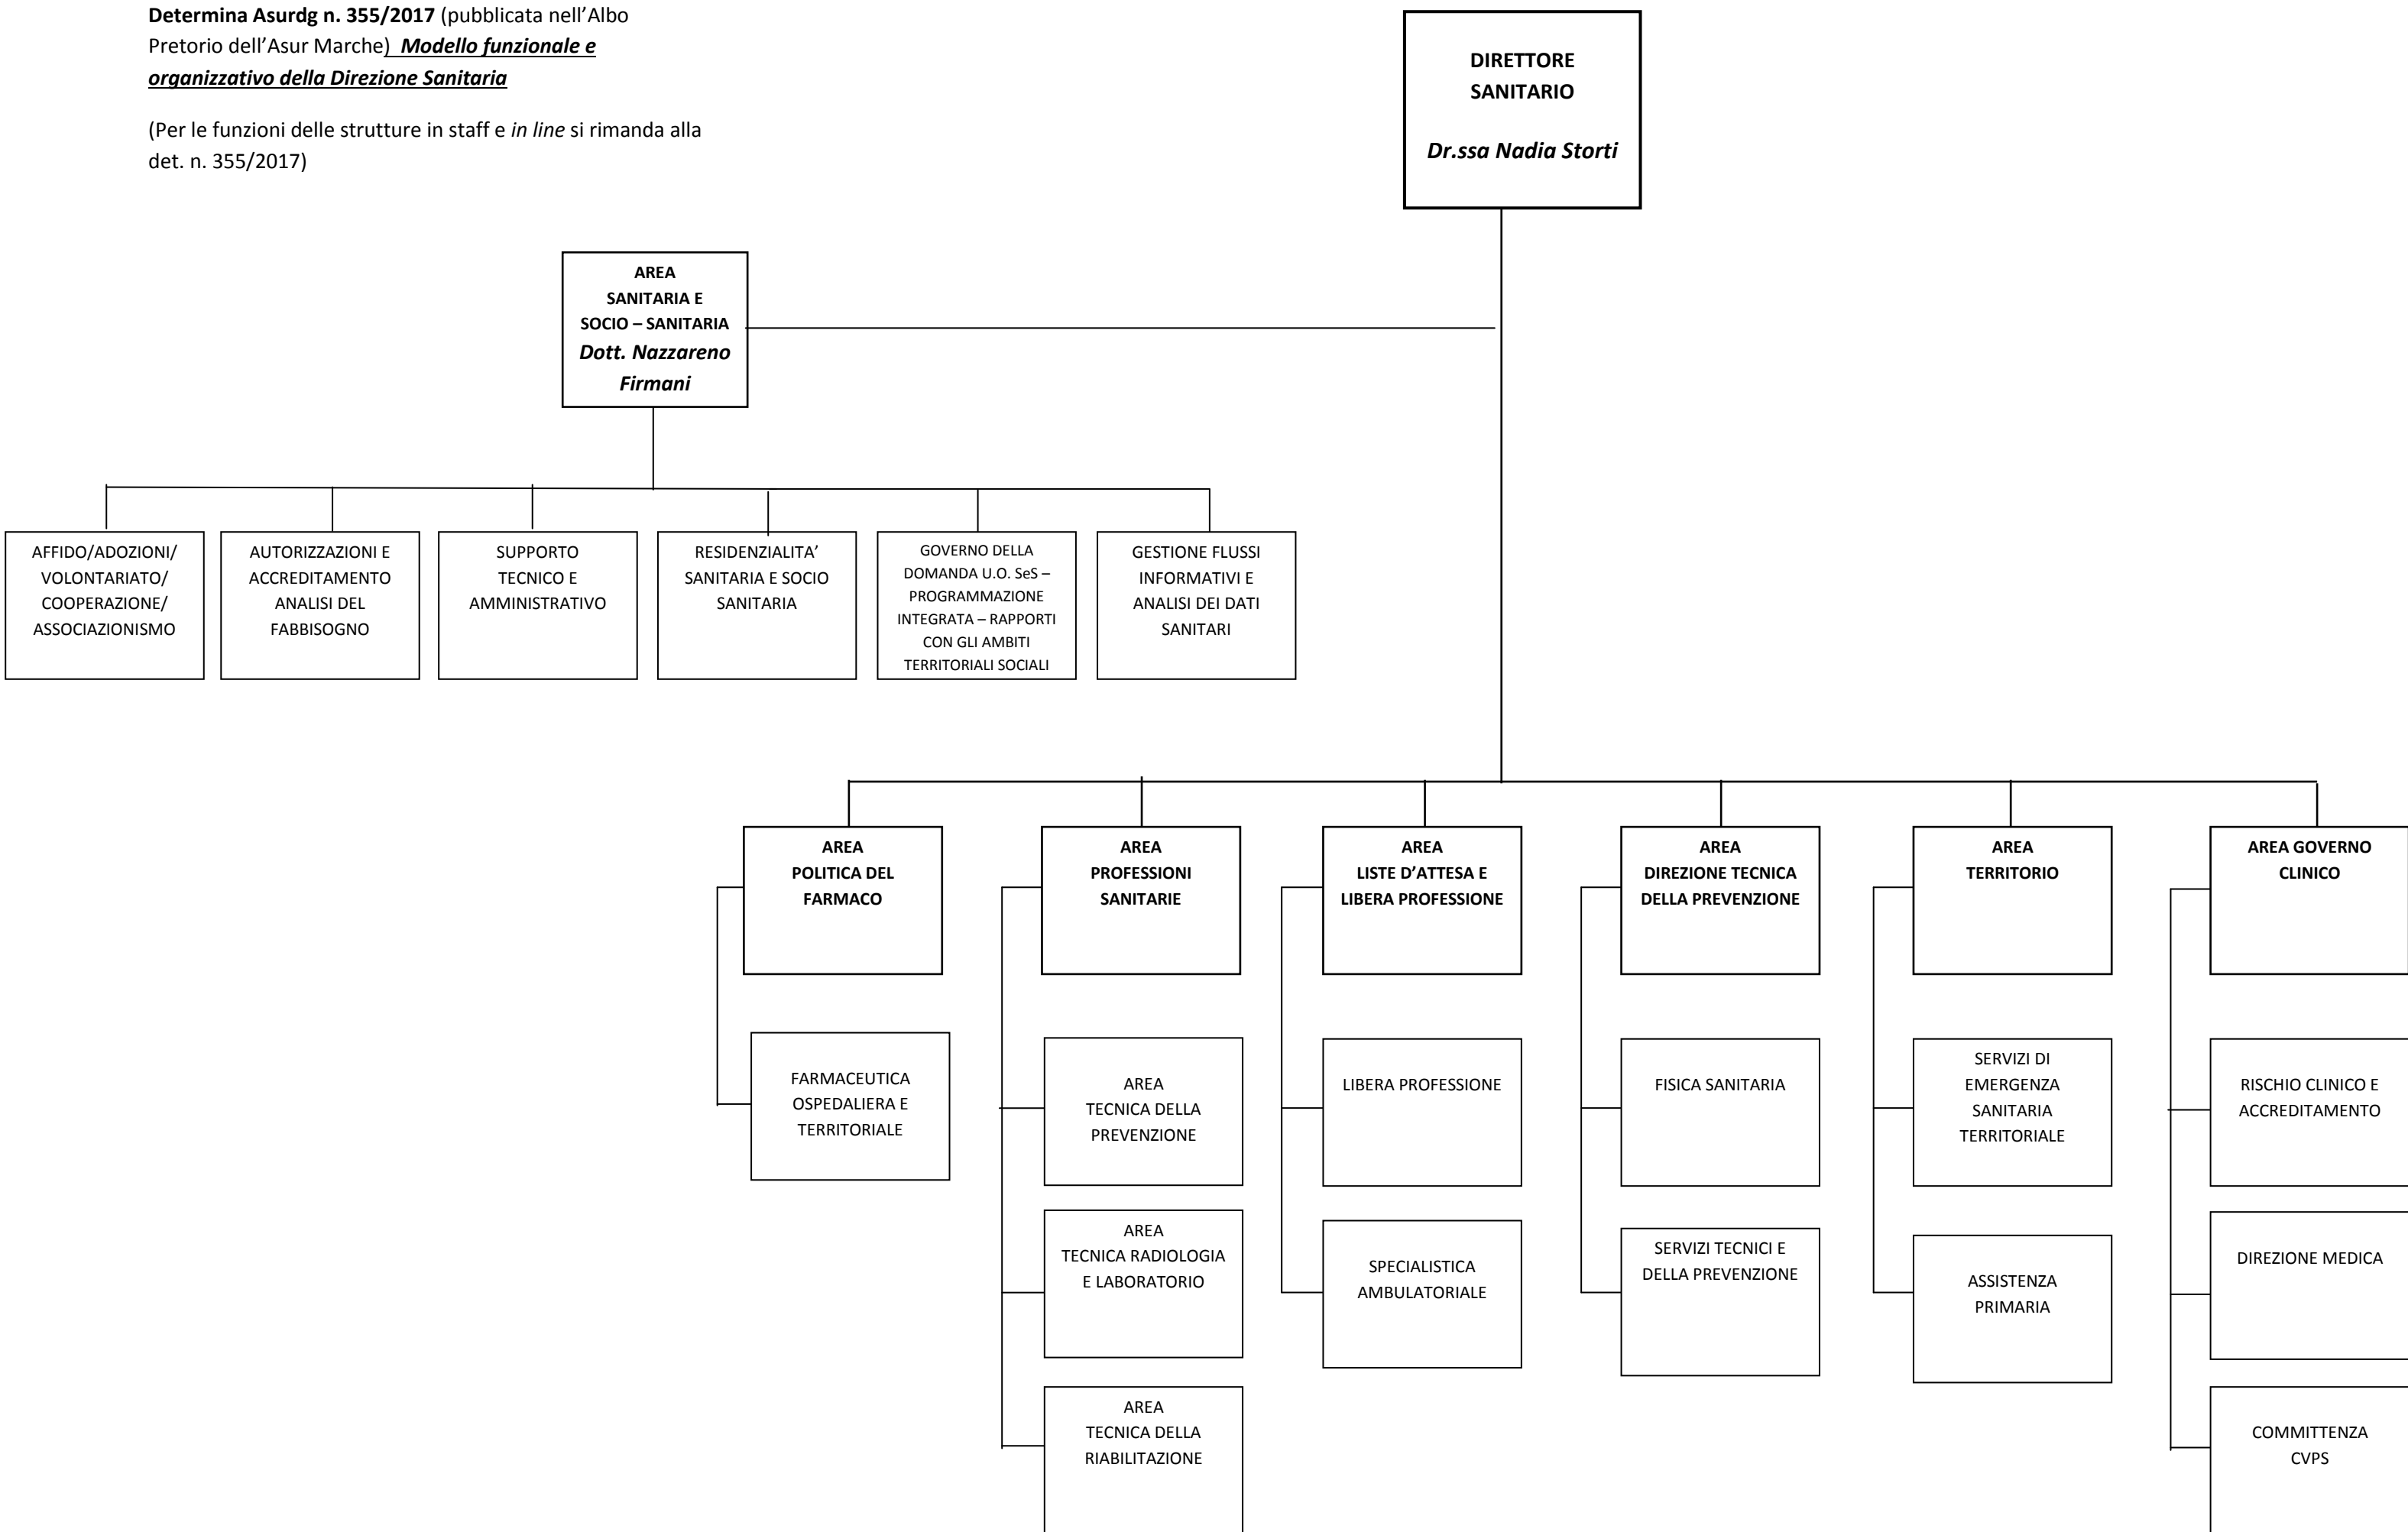 Determina Asurdg n. 355/2017 (pubblicata nell’Albo
Pretorio dell’Asur Marche) Modello funzionale e
organizzativo della Direzione Sanitaria
(Per le funzioni delle strutture in staff e in line si rimanda alla
det. n. 355/2017)
DIRETTORE
SANITARIO
Dr.ssa Nadia Storti
AREA
SANITARIA E
SOCIO – SANITARIA
Dott. Nazzareno
Firmani
AFFIDO/ADOZIONI/
VOLONTARIATO/
COOPERAZIONE/
ASSOCIAZIONISMO
AUTORIZZAZIONI E
ACCREDITAMENTO
ANALISI DEL
FABBISOGNO
SUPPORTO
TECNICO E
AMMINISTRATIVO
RESIDENZIALITA’
SANITARIA E SOCIO
SANITARIA
GOVERNO DELLA
DOMANDA U.O. SeS –
PROGRAMMAZIONE
INTEGRATA – RAPPORTI
CON GLI AMBITI
TERRITORIALI SOCIALI
GESTIONE FLUSSI
INFORMATIVI E
ANALISI DEI DATI
SANITARI
AREA
POLITICA DEL
FARMACO
AREA
PROFESSIONI
SANITARIE
AREA
LISTE D’ATTESA E
LIBERA PROFESSIONE
AREA
DIREZIONE TECNICA
DELLA PREVENZIONE
AREA
TERRITORIO
AREA GOVERNO
CLINICO
FARMACEUTICA
OSPEDALIERA E
TERRITORIALE
AREA
TECNICA DELLA
PREVENZIONE
LIBERA PROFESSIONE
FISICA SANITARIA
SERVIZI DI
EMERGENZA
SANITARIA
TERRITORIALE
RISCHIO CLINICO E
ACCREDITAMENTO
AREA
TECNICA RADIOLOGIA
E LABORATORIO
SPECIALISTICA
AMBULATORIALE
SERVIZI TECNICI E
DELLA PREVENZIONE
ASSISTENZA
PRIMARIA
DIREZIONE MEDICA
AREA
TECNICA DELLA
RIABILITAZIONE
COMMITTENZA
CVPS